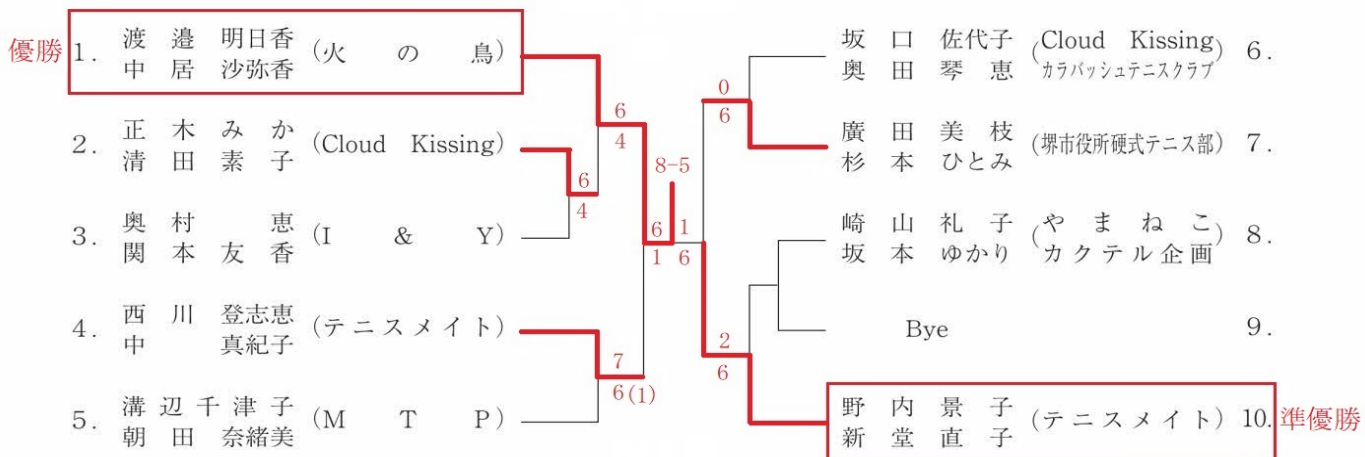 優勝
1. 渡邉 明日香 (火の鳥)
中居 沙弥香
2. 正木みか (Cloud Kissing)
清田素子
3. 奥村 恵 (I & Y)
関本友香
4. 西川 登志恵 (テニスメイト)
中 真紀子
5. 溝辺千津子 (MTP)
朝田 奈緒美
6 4
6 4
7 6(1)
6 1
8-5
1 6
0 6
2 6
坂口 佐代子 (Cloud Kissing) 6.
奥田琴恵 カラバッシュテニスクラブ
廣田美枝 (堺市役所硬式テニス部) 7.
杉本 ひとみ
崎山礼子 (やまねこ) 8.
坂本 ゆかり カクテル企画
Bye 9.
野内景子 (テニスメイト) 10.
新堂直子
準優勝